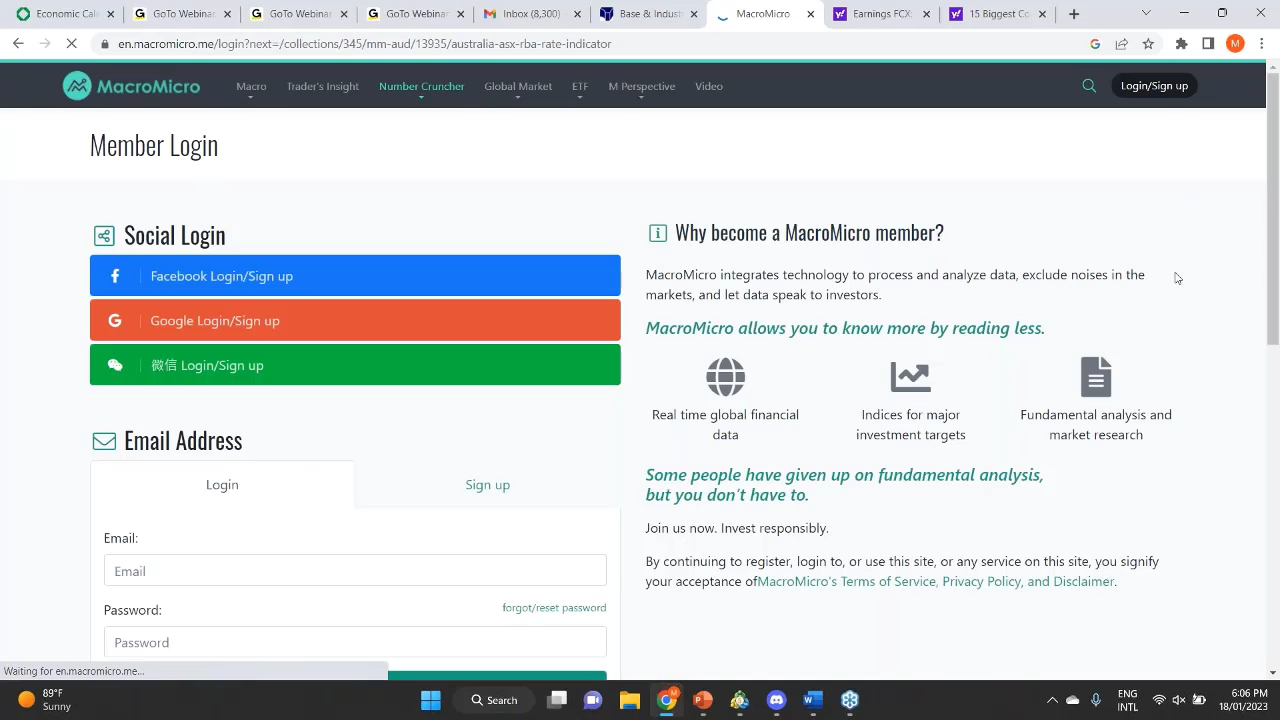 Commercial Ca
GoTo Webinar
GoTo Webinar
GoTo Webinar
Inbox (8,300)
Base & Industr
MacroMicro
Earnings FCX:
15 Biggest Co
en.macromicro.me/login?next=/collections/345/mm-ad/13935/australia-asx-rba-rate-indicator
M
MacroMicro
Macro
Trader's Insight
Number Cruncher
Global Market
ETF
M Perspective
Video
Login/Sign up
Member Login
Social Login
Facebook Login/Sign up
Google Login/Sign up
微信 Login/Sign up
Email Address
Login
Sign up
Email:
Email
Password:
forgot/reset password
Password
Why become a MacroMicro member?
MacroMicro integrates technology to process and analyze data, exclude noises in the
markets, and let data speak to investors.
MacroMicro allows you to know more by reading less.
Real time global financial
data
Indices for major
investment targets
Fundamental analysis and
market research
Some people have given up on fundamental analysis,
but you don't have to.
Join us now. Invest responsibly.
By continuing to register, login to, or use this site, or any service on this site, you signify
your acceptance ofMacroMicro's Terms of Service, Privacy Policy, and Disclaimer.
Waiting for en.macromicro.me...
89°F
Sunny
Search
ENG
INTL
6:06 PM
18/01/2023